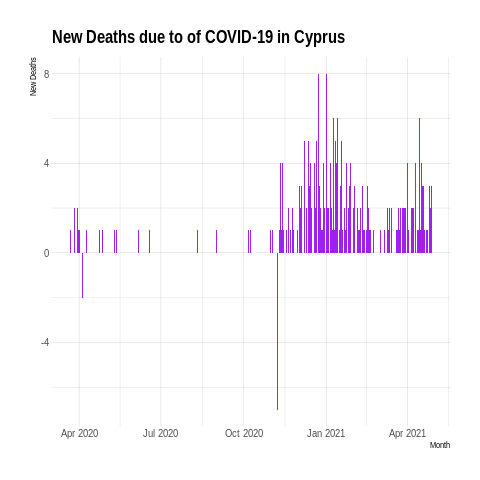 New Deaths due to of COVID-19 in Cyprus
New Deaths
8
4
0
-4
Apr 2020 Jul 2020 Oct 2020 Jan 2021 Apr 2021
Month